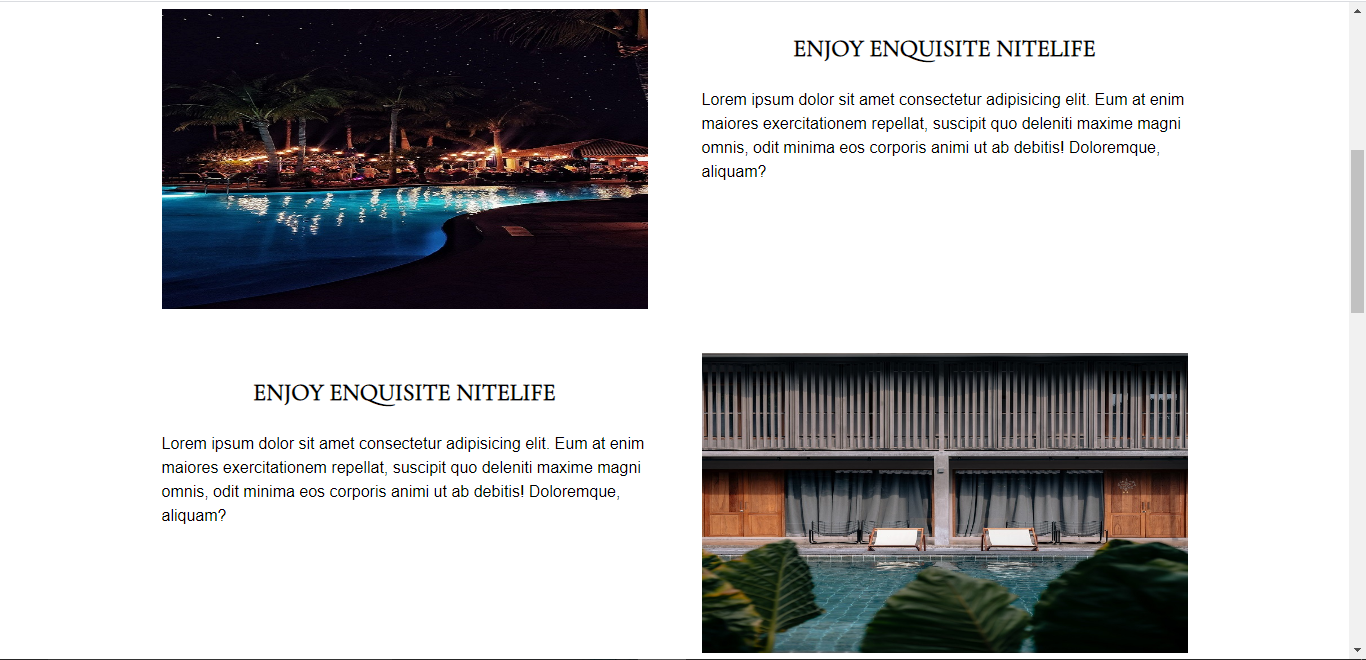 ENJOY ENQUISITE NITELIFE
Lorem ipsum dolor sit amet consectetur adipisicing elit. Eum at enim
maiores exercitationem repellat, suscipit quo deleniti maxime magni
omnis, odit minima eos corporis animi ut ab debitis! Doloremque,
aliquam?
ENJOY ENQUISITE NITELIFE
Lorem ipsum dolor sit amet consectetur adipisicing elit. Eum at enim
maiores exercitationem repellat, suscipit quo deleniti maxime magni
omnis, odit minima eos corporis animi ut ab debitis! Doloremque,
aliquam?